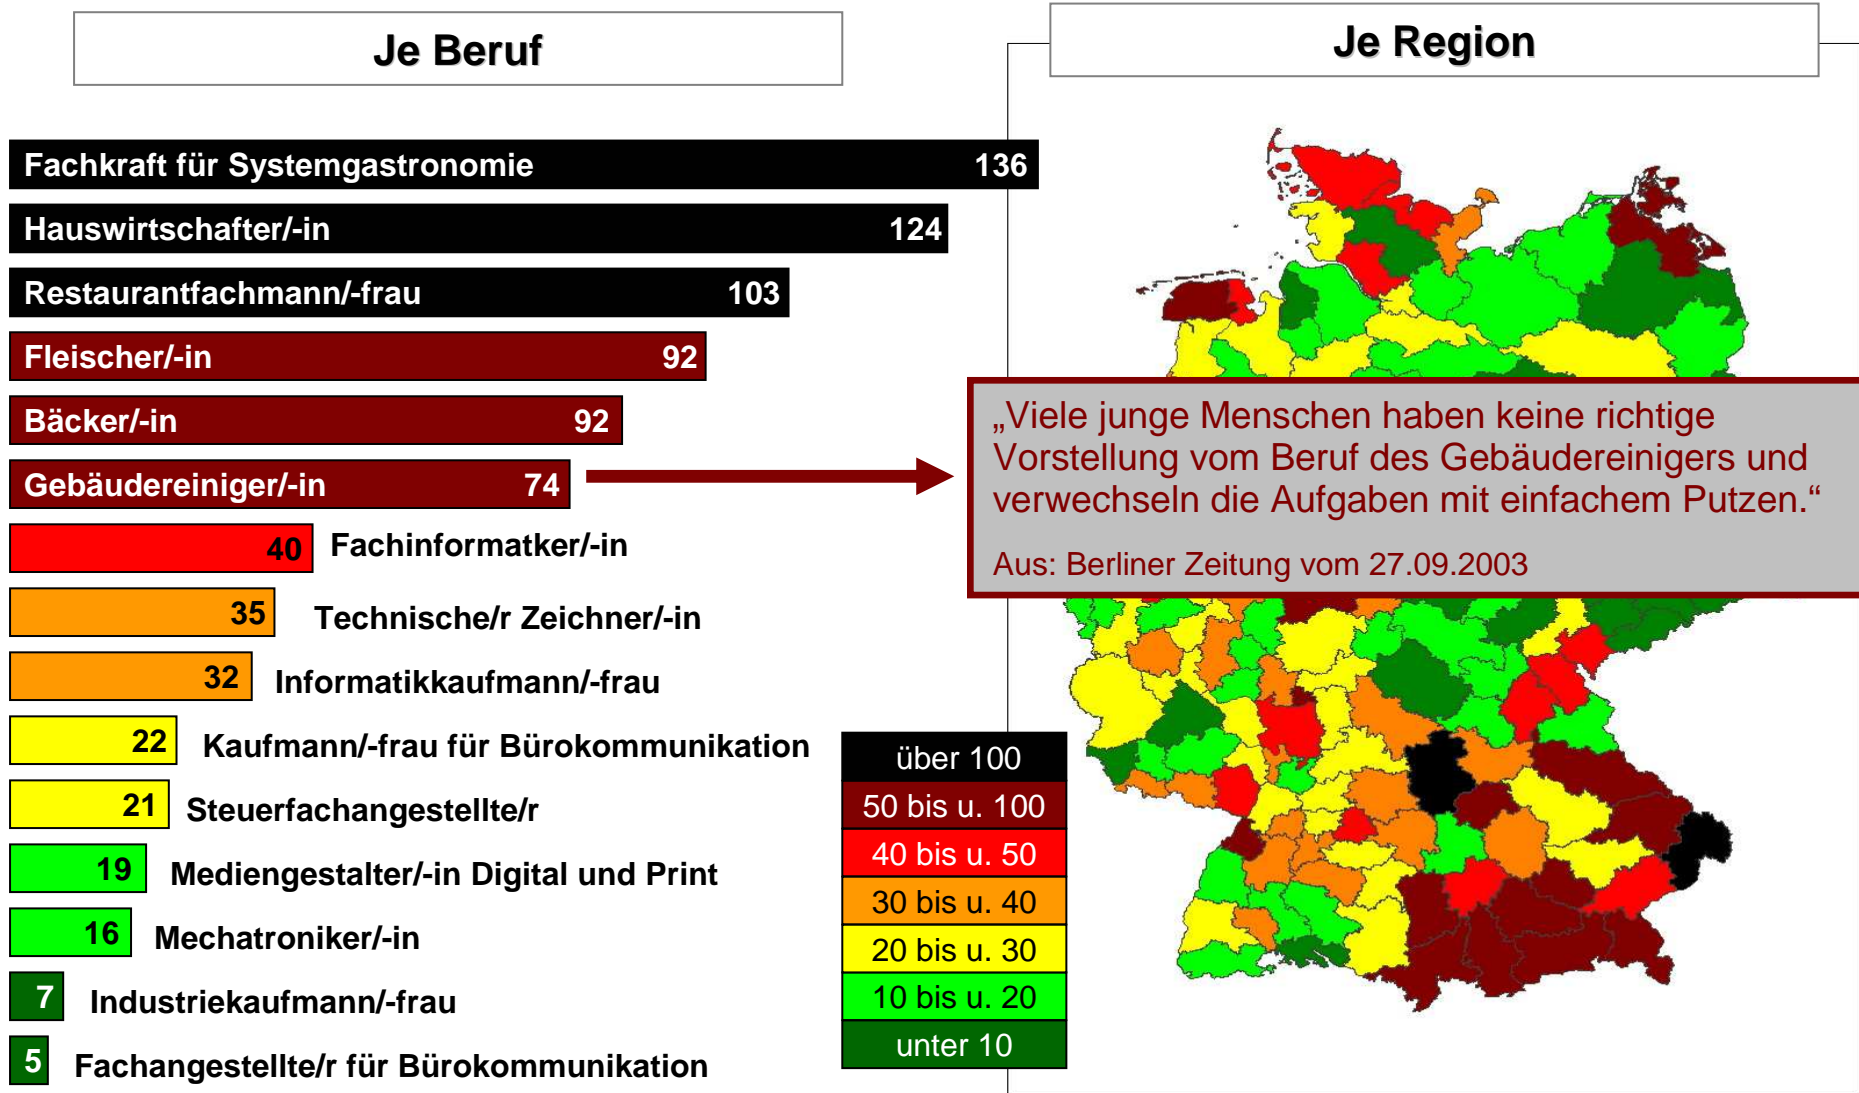 Je Beruf
Je Region
Fachkraft für Systemgastronomie 136
Hauswirtschafter/-in 124
Restaurantfachmann/-frau 103
Fleischer/-in 92
Bäcker/-in 92
Gebäudereiniger/-in 74
40 Fachinformatker/-in
35 Technische/r Zeichner/-in
32 Informatikkaufmann/-frau
22 Kaufmann/-frau für Bürokommunikation
21 Steuerfachangestellte/r
19 Mediengestalter/-in Digital und Print
16 Mechatroniker/-in
7 Industriekaufmann/-frau
5 Fachangestellte/r für Bürokommunikation
„Viele junge Menschen haben keine richtige
Vorstellung vom Beruf des Gebäudereinigers und
verwechseln die Aufgaben mit einfachem Putzen.“
Aus: Berliner Zeitung vom 27.09.2003
über 100
50 bis u. 100
40 bis u. 50
30 bis u. 40
20 bis u. 30
10 bis u. 20
unter 10